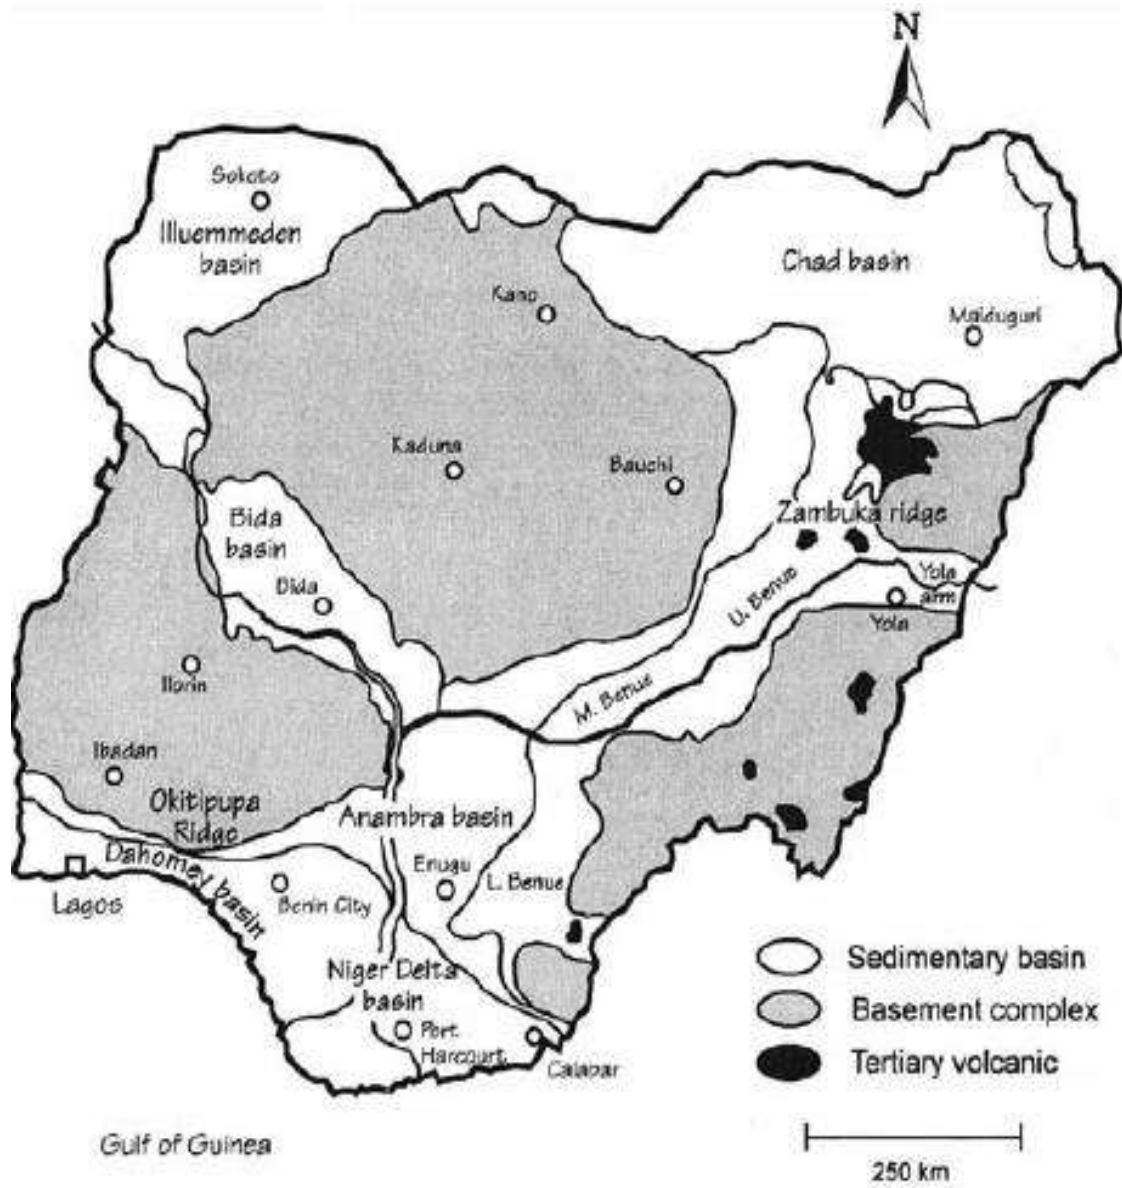 N
Sokoto
Illuemmeden
basin
Chad basin
Kano
Maiduguri
Kaduna
Bauchi
Zambuka ridge
Bida
basin
Bida
U. Benue
Yola
arm
Yola
Ilorin
M. Benue
Ibadan
Okitipupa
Ridge
Anambra basin
Dahomey basin
Enugu
L. Benue
Lagos
Benin City
Niger Delta
basin
Port
Harcourt
Calabar
Sedimentary basin
Basement complex
Tertiary volcanic
Gulf of Guinea
250 km